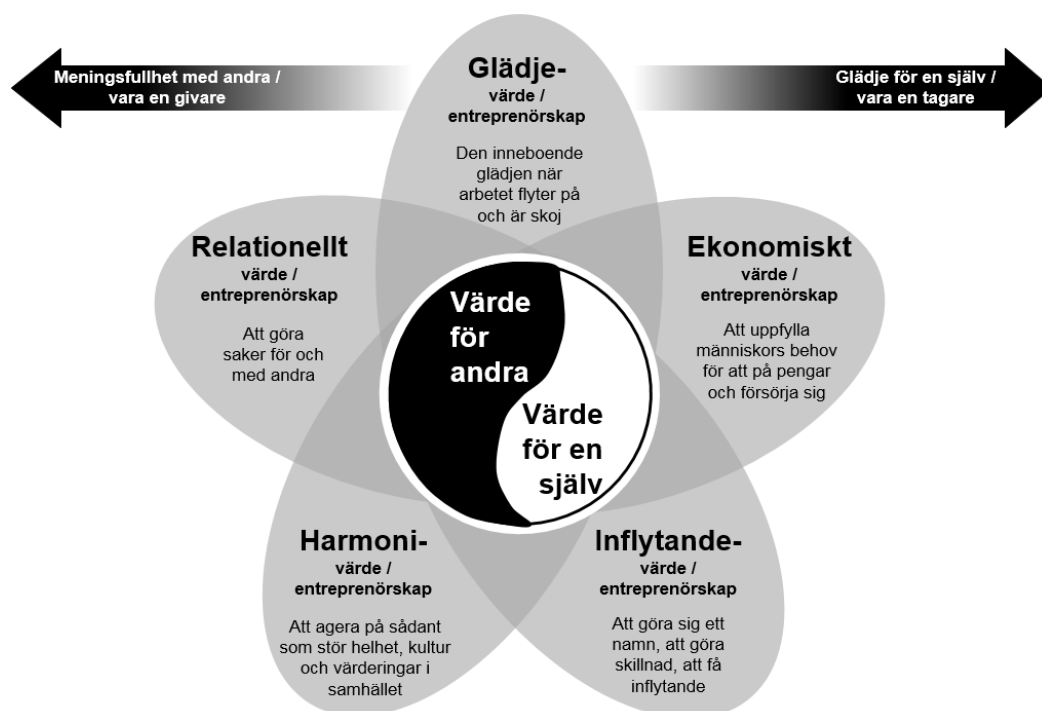 Meningsfullhet med andra /
vara en givare
Glädje för en själv /
vara en tagare
Glädje-
värde /
entreprenörskap
Den inneboende
glädjen när
arbetet flyter på
och är skoj
Relationellt
värde /
entreprenörskap
Att göra
saker för och
med andra
Ekonomiskt
värde /
entreprenörskap
Att uppfylla
människors behov
för att på pengar
och försörja sig
Värde
för
andra
Värde
för en
själv
Harmoni-
värde /
entreprenörskap
Att agera på sådant
som stör helhet, kultur
och värderingar i
samhället
Inflytande-
värde /
entreprenörskap
Att göra sig ett
namn, att göra
skillnad, att få
inflytande